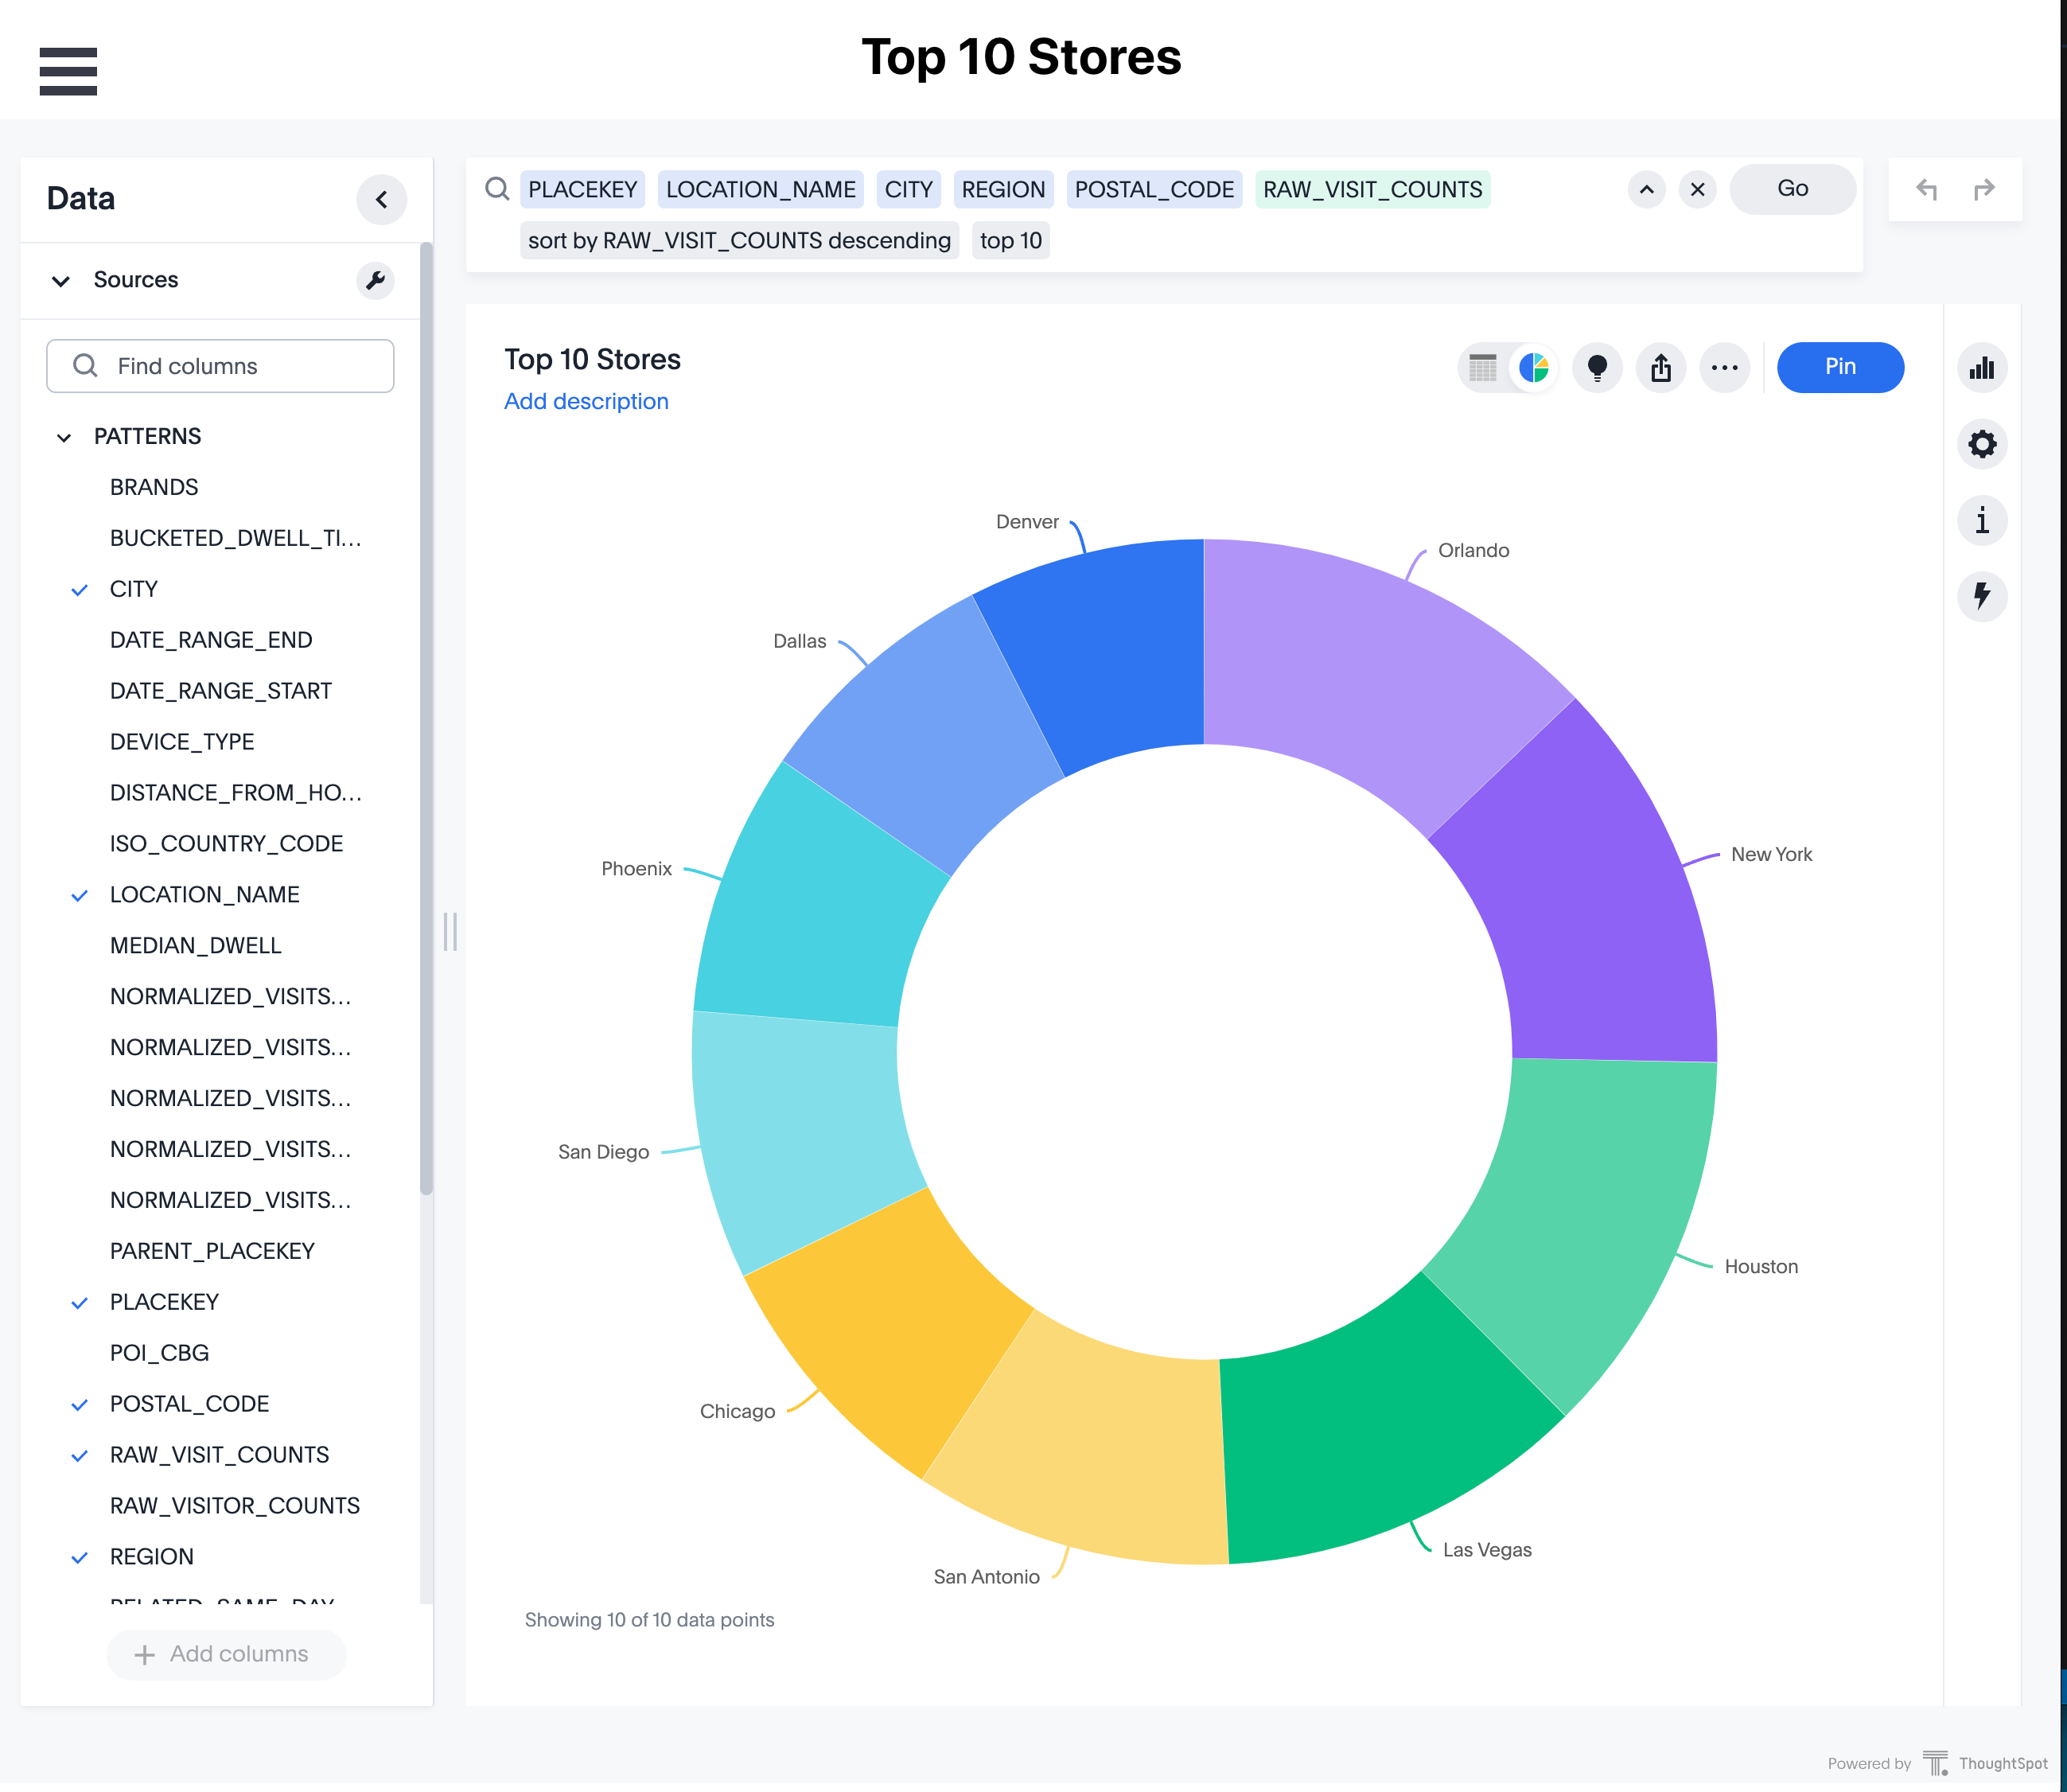 Top 10 Stores
Data
Sources
Find columns
PATTERNS
BRANDS
BUCKETED_DWELL_TI...
CITY
DATE_RANGE_END
DATE_RANGE_START
DEVICE_TYPE
DISTANCE_FROM_HO...
ISO_COUNTRY_CODE
LOCATION_NAME
MEDIAN_DWELL
NORMALIZED_VISITS...
NORMALIZED_VISITS...
NORMALIZED_VISITS...
NORMALIZED_VISITS...
NORMALIZED_VISITS...
PARENT_PLACEKEY
PLACEKEY
POI_CBG
POSTAL_CODE
RAW_VISIT_COUNTS
RAW_VISITOR_COUNTS
REGION
RELATED_SAME_DAY
Add columns
PLACEKEY LOCATION_NAME CITY REGION POSTAL_CODE RAW_VISIT_COUNTS Go
sort by RAW_VISIT_COUNTS descending top 10
Top 10 Stores
Pin
Add description
Denver
Orlando
Dallas
New York
Phoenix
San Diego
Houston
Chicago
Las Vegas
San Antonio
Showing 10 of 10 data points
Powered by ThoughtSpot